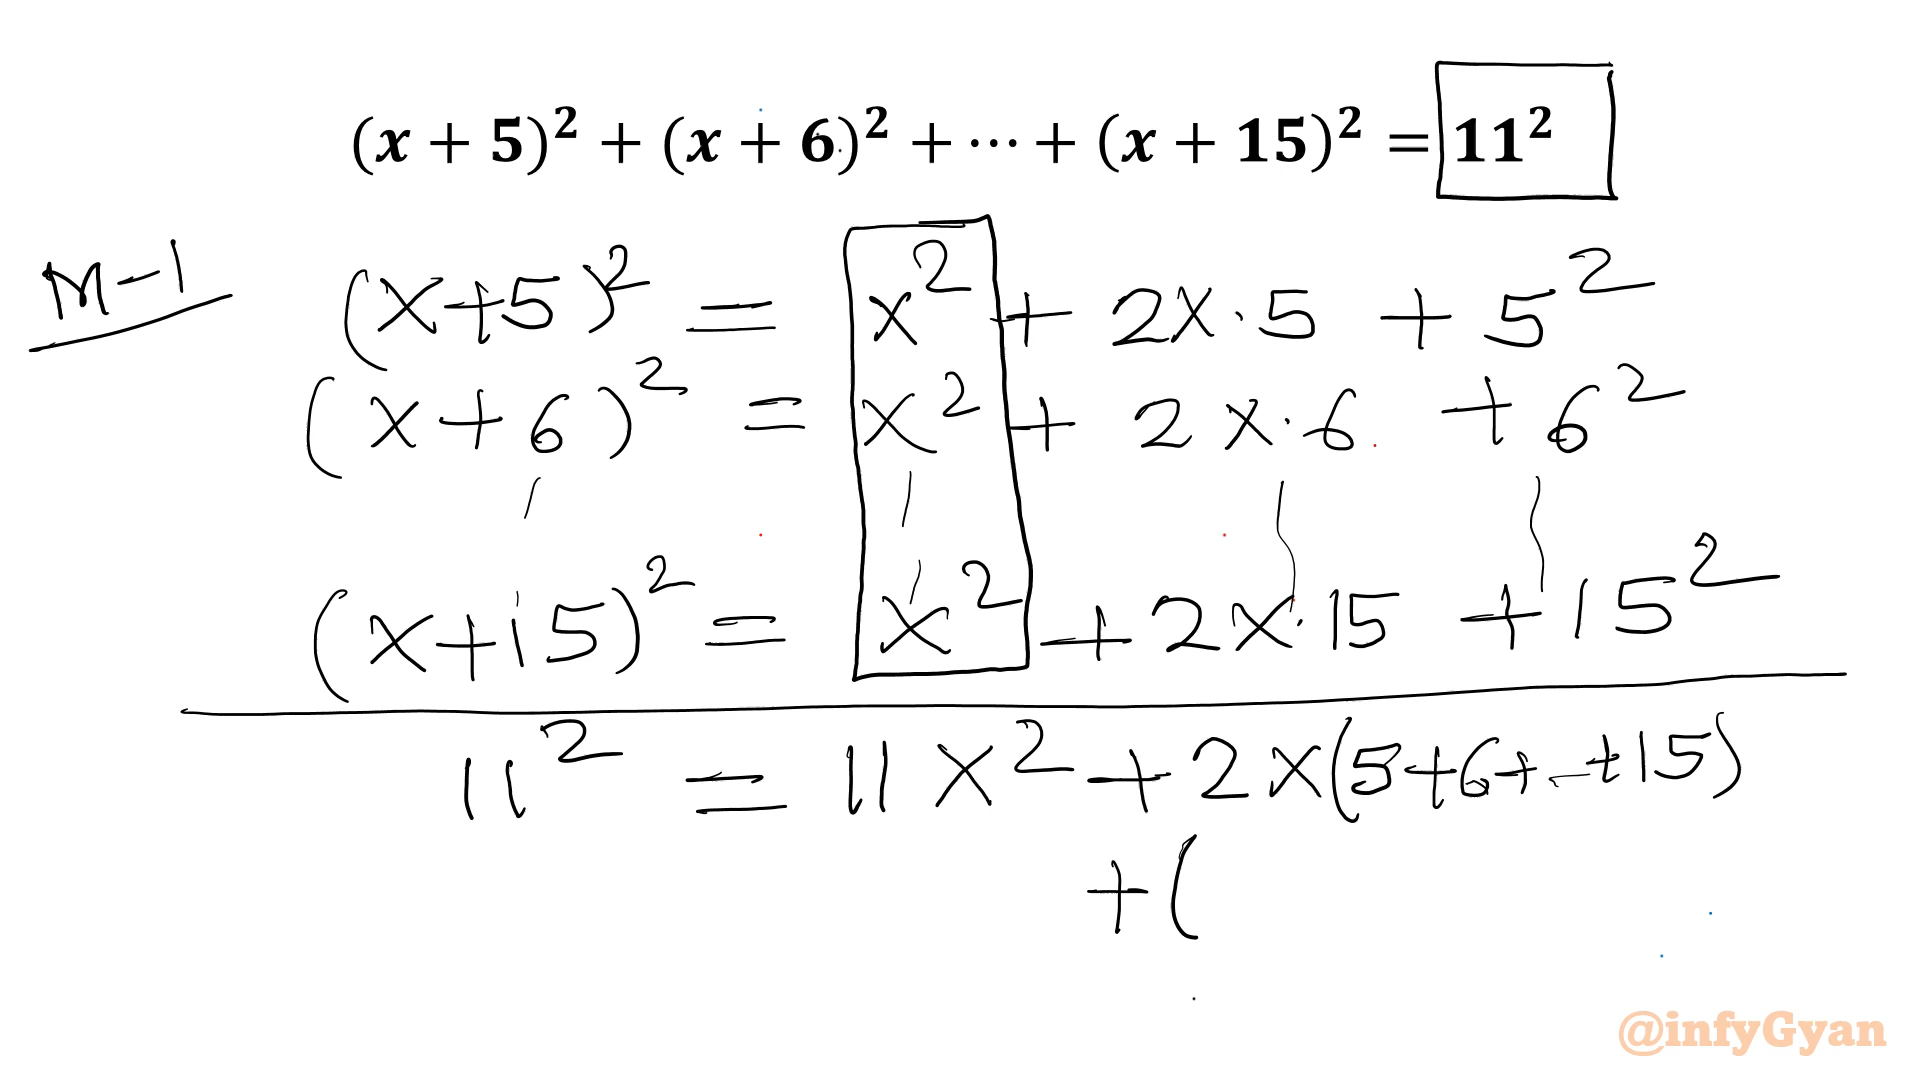 (x + 5)² + (x + 6)² + ⋯ + (x + 15)² = 11²
M-1
(x+5)² = x² + 2x·5 + 5²
(x+6)² = x² + 2x·6 + 6²
(x+15)² = x² + 2x·15 + 15²
11² = 11x² + 2x(5+6+--+15)
+(
@infyGyan